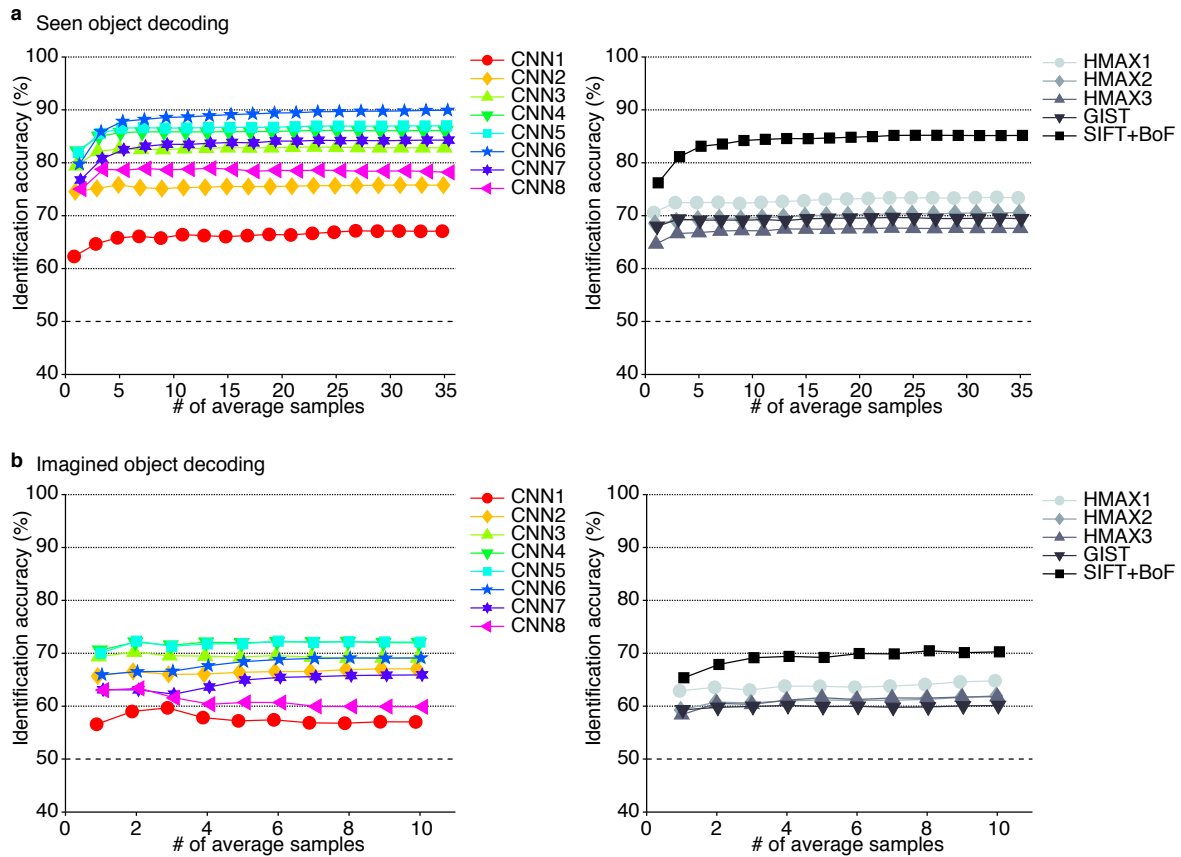 a Seen object decoding
Identification accuracy (%)
100
90
80
70
60
50
40
0 5 10 15 20 25 30 35
# of average samples
CNN1
CNN2
CNN3
CNN4
CNN5
CNN6
CNN7
CNN8
Identification accuracy (%)
100
90
80
70
60
50
40
0 5 10 15 20 25 30 35
# of average samples
HMAX1
HMAX2
HMAX3
GIST
SIFT+BoF
b Imagined object decoding
Identification accuracy (%)
100
90
80
70
60
50
40
0 2 4 6 8 10
# of average samples
CNN1
CNN2
CNN3
CNN4
CNN5
CNN6
CNN7
CNN8
Identification accuracy (%)
100
90
80
70
60
50
40
0 2 4 6 8 10
# of average samples
HMAX1
HMAX2
HMAX3
GIST
SIFT+BoF